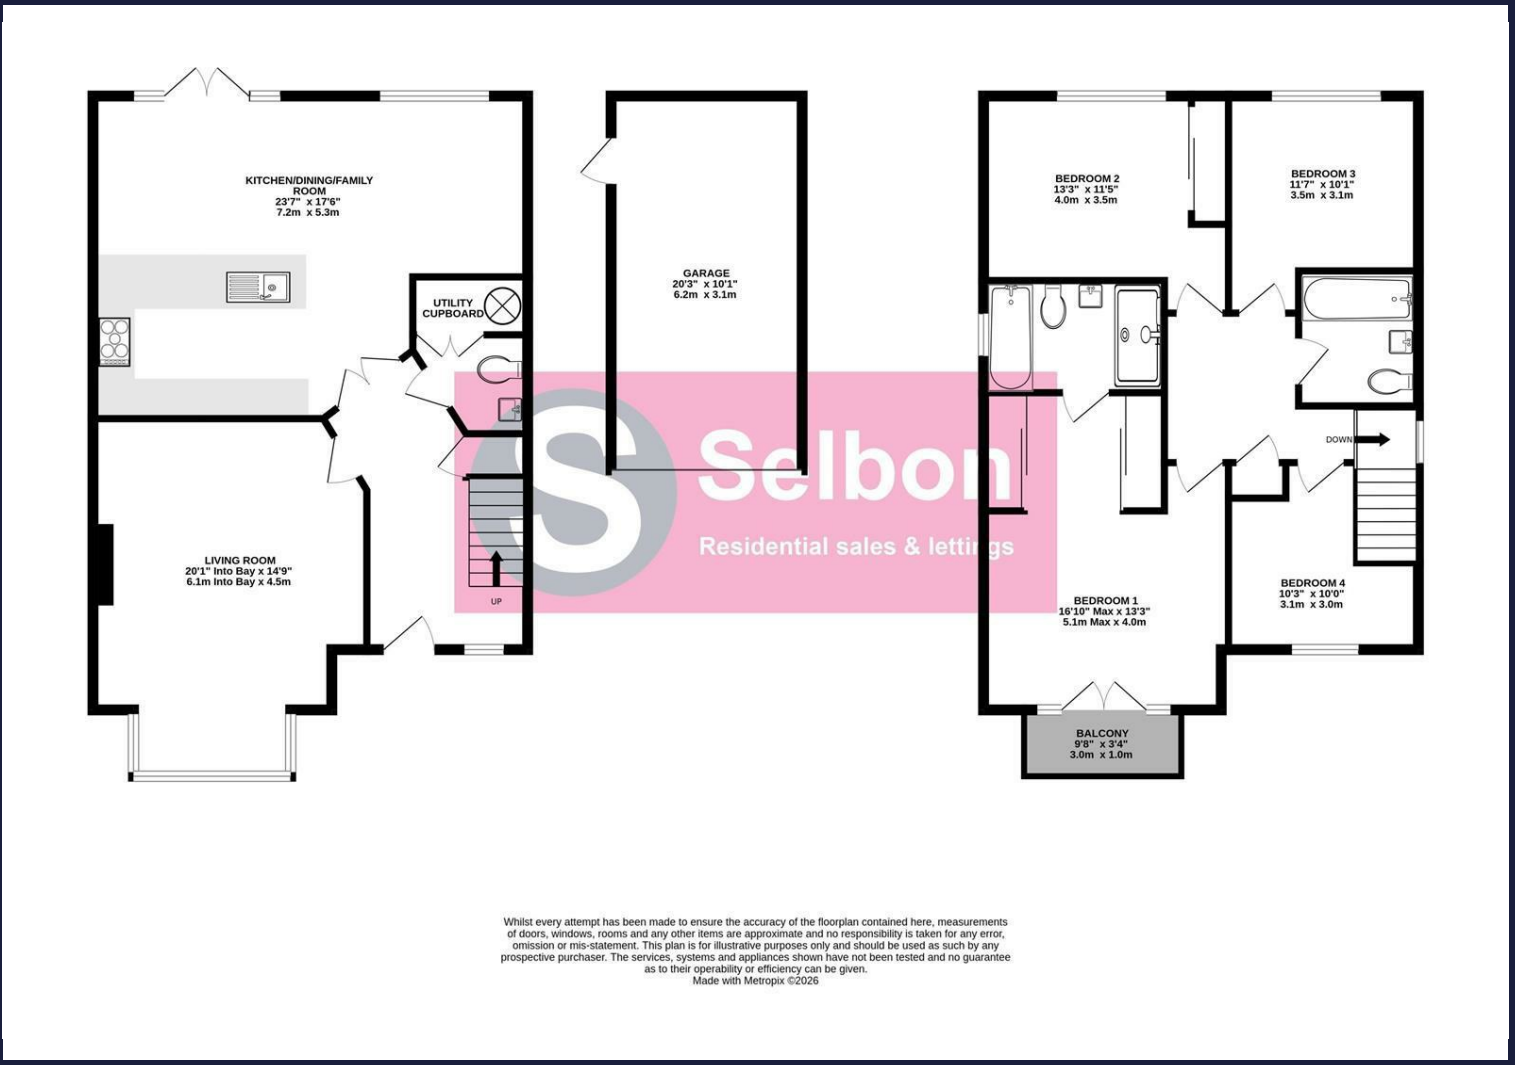 KITCHEN/DINING/FAMILY
ROOM
23'7" x 17'6"
7.2m x 5.3m
UTILITY
CUPBOARD
LIVING ROOM
20'1" Into Bay x 14'9"
6.1m Into Bay x 4.5m
UP
GARAGE
20'3" x 10'1"
6.2m x 3.1m
BEDROOM 2
13'3" x 11'5"
4.0m x 3.5m
BEDROOM 3
11'7" x 10'1"
3.5m x 3.1m
DOWN
BEDROOM 1
16'10" Max x 13'3"
5.1m Max x 4.0m
BEDROOM 4
10'3" x 10'0"
3.1m x 3.0m
BALCONY
9'8" x 3'4"
3.0m x 1.0m
S
Selbon
Residential sales & lettings
Whilst every attempt has been made to ensure the accuracy of the floorplan contained here, measurements
of doors, windows, rooms and any other items are approximate and no responsibility is taken for any error,
omission or mis-statement. This plan is for illustrative purposes only and should be used as such by any
prospective purchaser. The services, systems and appliances shown have not been tested and no guarantee
as to their operability or efficiency can be given.
Made with Metropix ©2026